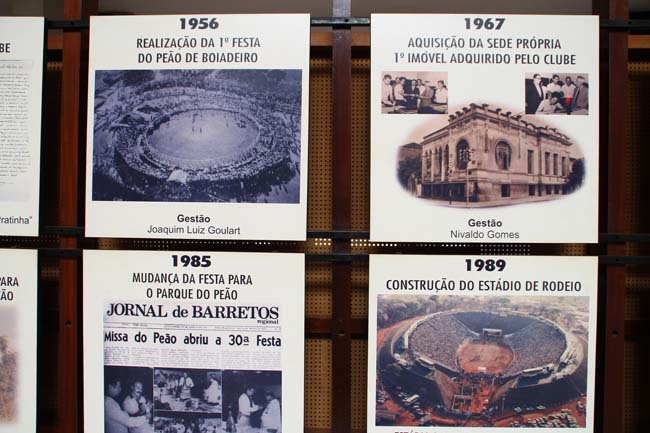 BE
Pratinha"
PARA
ÃO
1956
REALIZAÇÃO DA 1º FESTA
DO PEÃO DE BOIADEIRO
Gestão
Joaquim Luiz Goulart
1967
AQUISIÇÃO DA SEDE PRÓPRIA
1º IMÓVEL ADQUIRIDO PELO CLUBE
Gestão
Nivaldo Gomes
1985
MUDANÇA DA FESTA PARA
O PARQUE DO PEÃO
JORNAL de BARRETOS
regional
Missa do Peão abriu a 30ª Festa
1989
CONSTRUÇÃO DO ESTÁDIO DE RODEIO